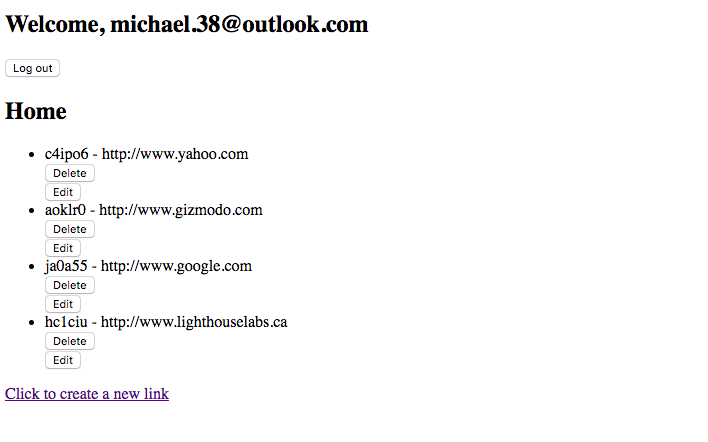 Welcome, michael.38@outlook.com
Log out
Home
c4ipo6 - http://www.yahoo.com
Delete
Edit
aoklr0 - http://www.gizmodo.com
Delete
Edit
ja0a55 - http://www.google.com
Delete
Edit
hc1ciu - http://www.lighthouselabs.ca
Delete
Edit
Click to create a new link